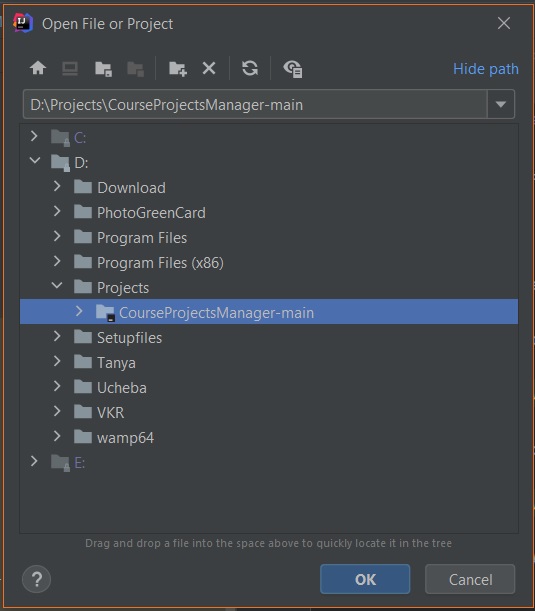 IJ
Open File or Project
Hide path
D:\Projects\CourseProjectsManager-main
C:
D:
Download
PhotoGreenCard
Program Files
Program Files (x86)
Projects
CourseProjectsManager-main
Setupfiles
Tanya
Ucheba
VKR
wamp64
E:
Drag and drop a file into the space above to quickly locate it in the tree
?
OK
Cancel